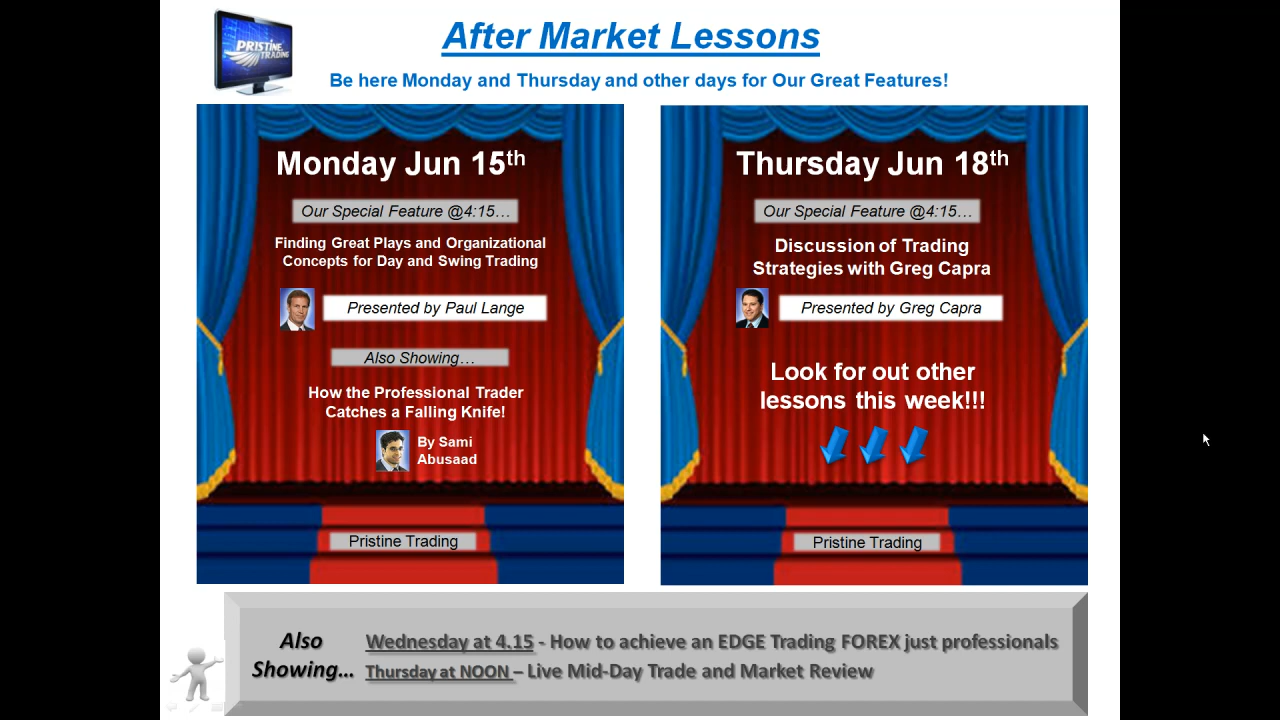 PRISTINE
TRADING
After Market Lessons
Be here Monday and Thursday and other days for Our Great Features!
Monday Jun 15th
Our Special Feature @4:15…
Finding Great Plays and Organizational
Concepts for Day and Swing Trading
Presented by Paul Lange
Also Showing…
How the Professional Trader
Catches a Falling Knife!
By Sami
Abusaad
Pristine Trading
Thursday Jun 18th
Our Special Feature @4:15…
Discussion of Trading
Strategies with Greg Capra
Presented by Greg Capra
Look for out other
lessons this week!!!
Pristine Trading
Also
Showing…
Wednesday at 4.15 - How to achieve an EDGE Trading FOREX just professionals
Thursday at NOON – Live Mid-Day Trade and Market Review